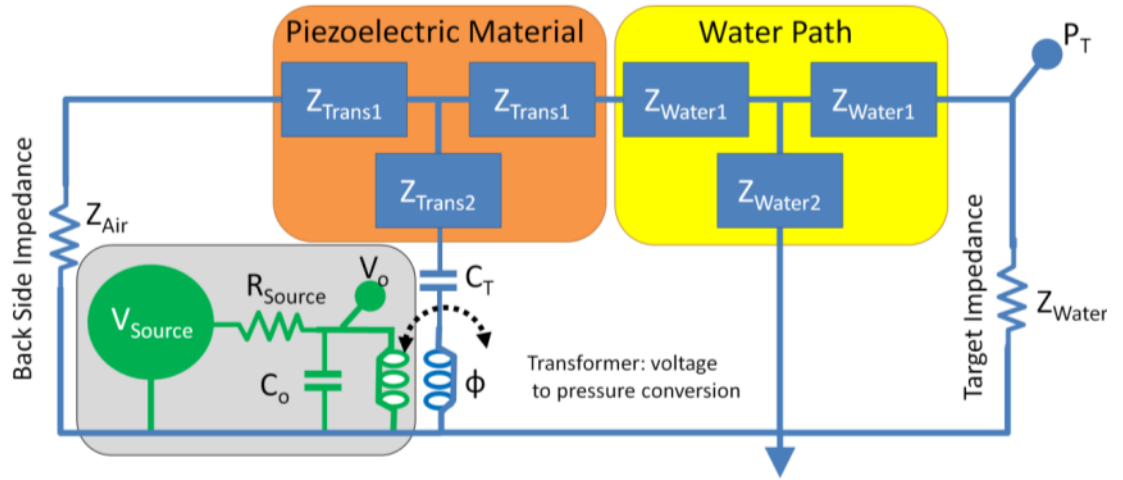 Piezoelectric Material
Water Path
P_T
Z_Trans1
Z_Trans1
Z_Water1
Z_Water1
Z_Trans2
Z_Water2
Back Side Impedance
Z_Air
V_Source
R_Source
V_o
C_o
C_T
ϕ
Transformer: voltage
to pressure conversion
Target Impedance
Z_Water